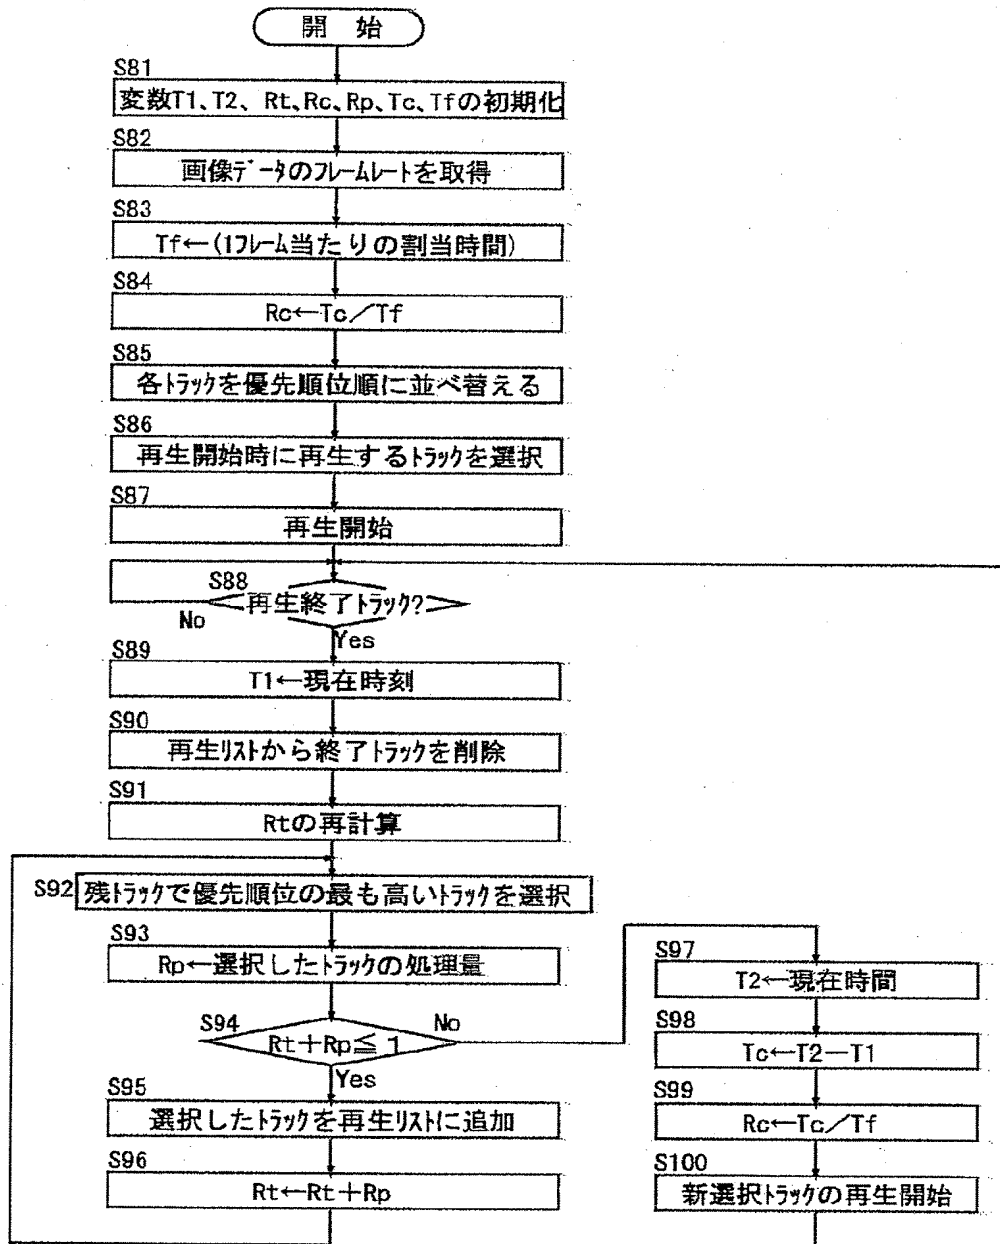 開 始
S81
変数T1、T2、Rt、Rc、Rp、Tc、Tfの初期化
S82
画像ﾃﾞｰﾀのﾌﾚｰﾑﾚｰﾄを取得
S83
Tf←(1ﾌﾚｰﾑ当たりの割当時間)
S84
Rc←Tc／Tf
S85
各ﾄﾗｯｸを優先順位順に並べ替える
S86
再生開始時に再生するﾄﾗｯｸを選択
S87
再生開始
S88
再生終了ﾄﾗｯｸ?
No
Yes
S89
T1←現在時刻
S90
再生ﾘｽﾄから終了ﾄﾗｯｸを削除
S91
Rtの再計算
S92
残ﾄﾗｯｸで優先順位の最も高いﾄﾗｯｸを選択
S93
Rp←選択したﾄﾗｯｸの処理量
S94
Rt＋Rp≦1
No
Yes
S95
選択したﾄﾗｯｸを再生ﾘｽﾄに追加
S96
Rt←Rt＋Rp
S97
T2←現在時間
S98
Tc←T2－T1
S99
Rc←Tc／Tf
S100
新選択ﾄﾗｯｸの再生開始